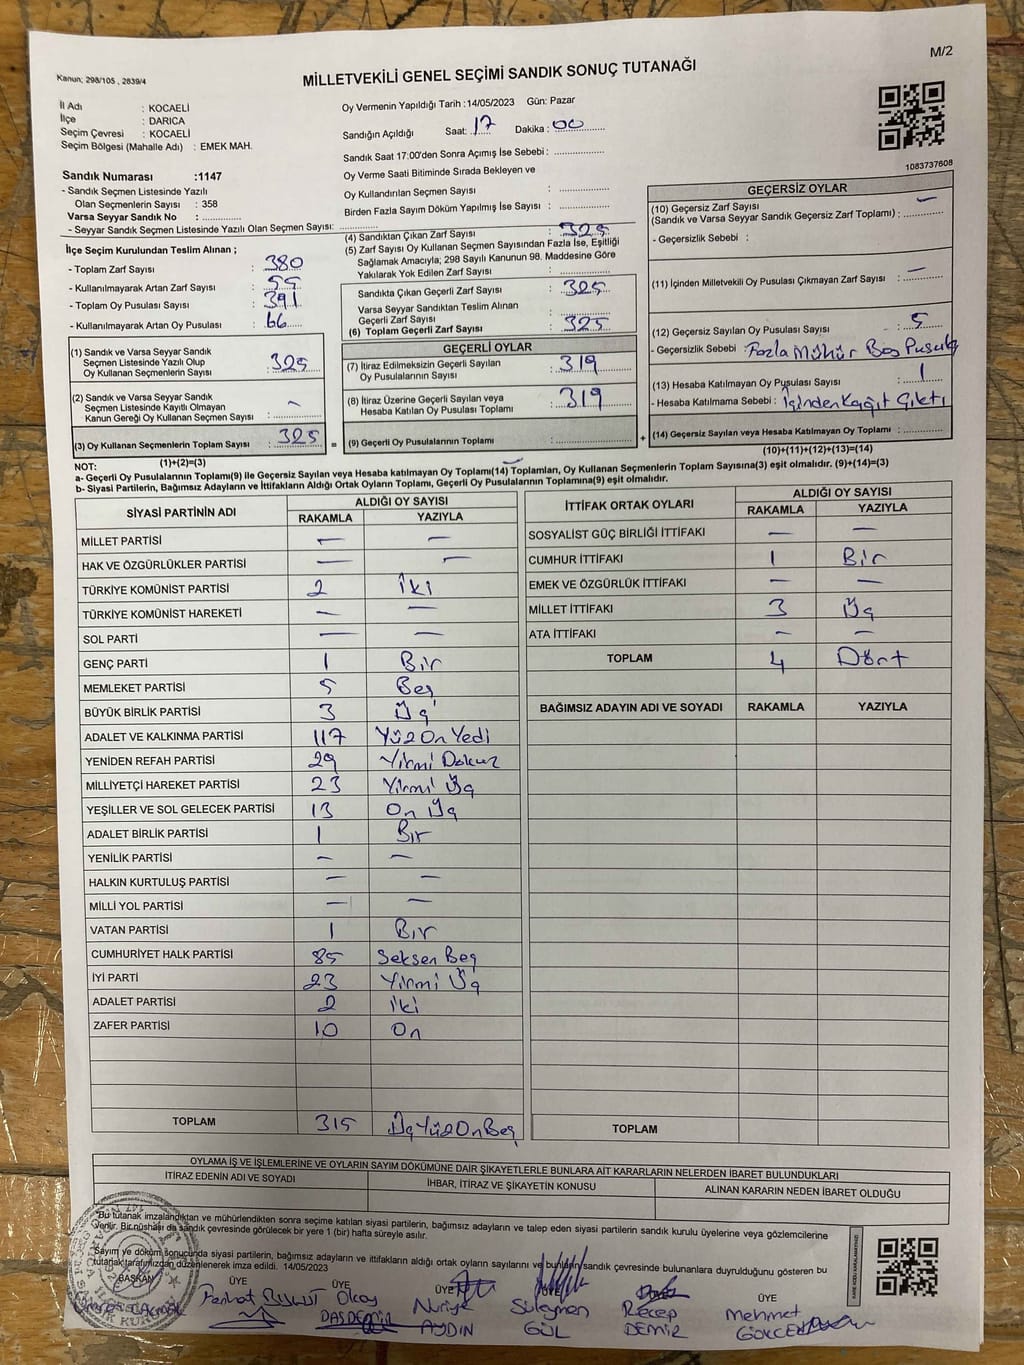 M/2
Kanun; 298/105 , 2839/4
MİLLETVEKİLİ GENEL SEÇİMİ SANDIK SONUÇ TUTANAĞI
İl Adı : KOCAELİ
İlçe : DARICA
Seçim Çevresi : KOCAELİ
Seçim Bölgesi (Mahalle Adı) : EMEK MAH.
Oy Vermenin Yapıldığı Tarih :14/05/2023 Gün: Pazar
Sandığın Açıldığı Saat: 17 Dakika : 00
Sandık Saat 17:00'den Sonra Açımış İse Sebebi :
Oy Verme Saati Bitiminde Sırada Bekleyen ve
Oy Kullandırılan Seçmen Sayısı :
Birden Fazla Sayım Döküm Yapılmış İse Sayısı :
1083737608
Sandık Numarası :1147
- Sandık Seçmen Listesinde Yazılı
Olan Seçmenlerin Sayısı : 358
Varsa Seyyar Sandık No :
- Seyyar Sandık Seçmen Listesinde Yazılı Olan Seçmen Sayısı:
İlçe Seçim Kurulundan Teslim Alınan ;
- Toplam Zarf Sayısı : 380
- Kullanılmayarak Artan Zarf Sayısı : 55
- Toplam Oy Pusulası Sayısı : 391
- Kullanılmayarak Artan Oy Pusulası : 66
(1) Sandık ve Varsa Seyyar Sandık
Seçmen Listesinde Yazılı Olup
Oy Kullanan Seçmenlerin Sayısı : 325
(2) Sandık ve Varsa Seyyar Sandık
Seçmen Listesinde Kayıtlı Olmayan
Kanun Gereği Oy Kullanan Seçmen Sayısı : -
(3) Oy Kullanan Seçmenlerin Toplam Sayısı : 325
(1)+(2)=(3)
(4) Sandıktan Çıkan Zarf Sayısı : 325
(5) Zarf Sayısı Oy Kullanan Seçmen Sayısından Fazla İse, Eşitliği
Sağlamak Amacıyla; 298 Sayılı Kanunun 98. Maddesine Göre
Yakılarak Yok Edilen Zarf Sayısı :
Sandıkta Çıkan Geçerli Zarf Sayısı : 325
Varsa Seyyar Sandıktan Teslim Alınan
Geçerli Zarf Sayısı :
(6) Toplam Geçerli Zarf Sayısı : 325
GEÇERLİ OYLAR
(7) İtiraz Edilmeksizin Geçerli Sayılan
Oy Pusulalarının Sayısı : 319
(8) İtiraz Üzerine Geçerli Sayılan veya
Hesaba Katılan Oy Pusulası Toplamı : 319
= (9) Geçerli Oy Pusulalarının Toplamı : +
GEÇERSİZ OYLAR
(10) Geçersiz Zarf Sayısı
(Sandık ve Varsa Seyyar Sandık Geçersiz Zarf Toplamı) : -
- Geçersizlik Sebebi :
(11) İçinden Milletvekili Oy Pusulası Çıkmayan Zarf Sayısı : -
(12) Geçersiz Sayılan Oy Pusulası Sayısı : 5
- Geçersizlik Sebebi : Fazla Mühür Boş Pusula
(13) Hesaba Katılmayan Oy Pusulası Sayısı : 1
- Hesaba Katılmama Sebebi : İçinden Kağıt Çıktı
(14) Geçersiz Sayılan veya Hesaba Katılmayan Oy Toplamı :
(10)+(11)+(12)+(13)=(14)
NOT:
a- Geçerli Oy Pusulalarının Toplamı(9) ile Geçersiz Sayılan veya Hesaba katılmayan Oy Toplamı(14) Toplamları, Oy Kullanan Seçmenlerin Toplam Sayısına(3) eşit olmalıdır. (9)+(14)=(3)
b- Siyasi Partilerin, Bağımsız Adayların ve İttifakların Aldığı Ortak Oyların Toplamı, Geçerli Oy Pusulalarının Toplamına(9) eşit olmalıdır.
SİYASİ PARTİNİN ADI ALDIĞI OY SAYISI
RAKAMLA YAZIYLA
MİLLET PARTİSİ - -
HAK VE ÖZGÜRLÜKLER PARTİSİ - -
TÜRKİYE KOMÜNİST PARTİSİ 2 İki
TÜRKİYE KOMÜNİST HAREKETİ - -
SOL PARTİ - -
GENÇ PARTİ 1 Bir
MEMLEKET PARTİSİ 5 Beş
BÜYÜK BİRLİK PARTİSİ 3 Üç
ADALET VE KALKINMA PARTİSİ 117 Yüz On Yedi
YENİDEN REFAH PARTİSİ 29 Yirmi Dokuz
MİLLİYETÇİ HAREKET PARTİSİ 23 Yirmi Üç
YEŞİLLER VE SOL GELECEK PARTİSİ 13 On Üç
ADALET BİRLİK PARTİSİ 1 Bir
YENİLİK PARTİSİ - -
HALKIN KURTULUŞ PARTİSİ - -
MİLLİ YOL PARTİSİ - -
VATAN PARTİSİ 1 Bir
CUMHURİYET HALK PARTİSİ 85 Seksen Beş
İYİ PARTİ 23 Yirmi Üç
ADALET PARTİSİ 2 İki
ZAFER PARTİSİ 10 On
TOPLAM 315 Üç Yüz On Beş
İTTİFAK ORTAK OYLARI ALDIĞI OY SAYISI
RAKAMLA YAZIYLA
SOSYALİST GÜÇ BİRLİĞİ İTTİFAKI - -
CUMHUR İTTİFAKI 1 Bir
EMEK VE ÖZGÜRLÜK İTTİFAKI - -
MİLLET İTTİFAKI 3 Üç
ATA İTTİFAKI - -
TOPLAM 4 Dört
BAĞIMSIZ ADAYIN ADI VE SOYADI RAKAMLA YAZIYLA
TOPLAM
OYLAMA İŞ VE İŞLEMLERİNE VE OYLARIN SAYIM DÖKÜMÜNE DAİR ŞİKAYETLERLE BUNLARA AİT KARARLARIN NELERDEN İBARET BULUNDUKLARI
İTİRAZ EDENİN ADI VE SOYADI İHBAR, İTİRAZ VE ŞİKAYETİN KONUSU ALINAN KARARIN NEDEN İBARET OLDUĞU
"Bu tutanak imzalandıktan ve mühürlendikten sonra seçime katılan siyasi partilerin, bağımsız adayların ve talep eden siyasi partilerin sandık kurulu üyelerine veya gözlemcilerine
verilir. Bir nüshası da sandık çevresinde görülecek bir yere 1 (bir) hafta süreyle asılır.
Sayım ve döküm sonucunda siyasi partilerin, bağımsız adayların ve ittifakların aldığı ortak oyların sayılarını ve bunların sandık çevresinde bulunanlara duyrulduğunu gösteren bu
tutanak tarafımızdan düzenlenerek imza edildi. 14/05/2023
BAŞKAN ÜYE ÜYE ÜYE ÜYE ÜYE
Ferhat Olcay Nuriye Süleyman Recep Mehmet
DAŞDEMİR AYDIN GÜL DEMİR